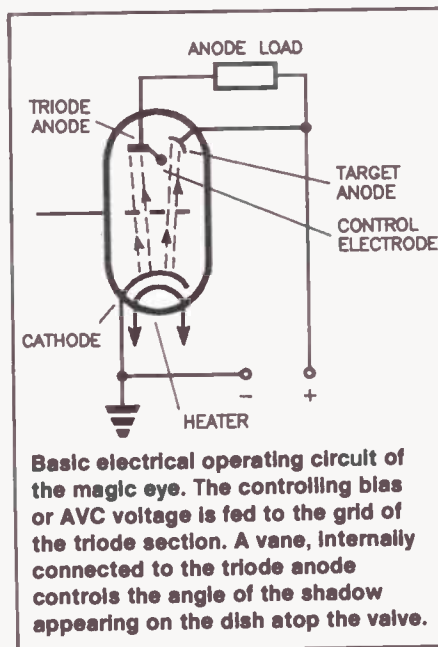 ANODE LOAD
TRIODE
ANODE
TARGET
ANODE
CONTROL
ELECTRODE
CATHODE
HEATER
- +
Basic electrical operating circuit of
the magic eye. The controlling bias
or AVC voltage is fed to the grid of
the triode section. A vane, internally
connected to the triode anode
controls the angle of the shadow
appearing on the dish atop the valve.